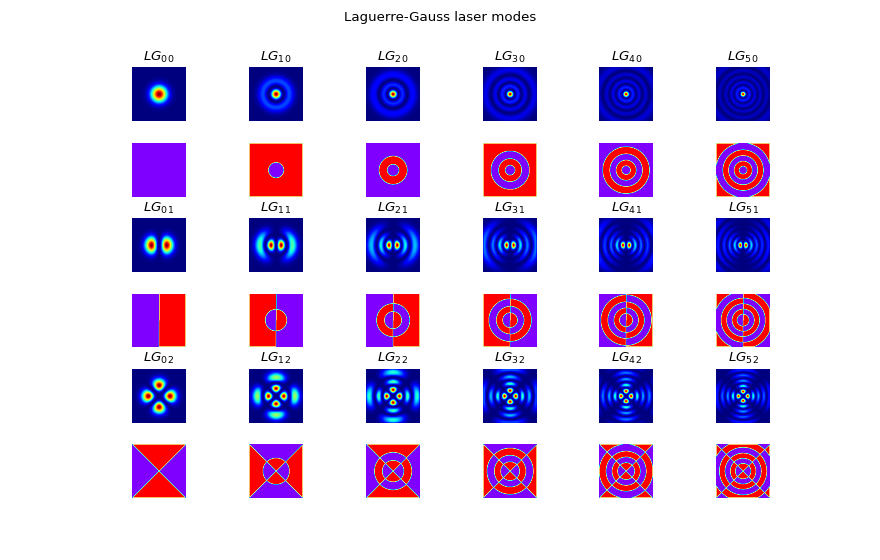 Laguerre-Gauss laser modes
LG₀₀ LG₁₀ LG₂₀ LG₃₀ LG₄₀ LG₅₀
LG₀₁ LG₁₁ LG₂₁ LG₃₁ LG₄₁ LG₅₁
LG₀₂ LG₁₂ LG₂₂ LG₃₂ LG₄₂ LG₅₂